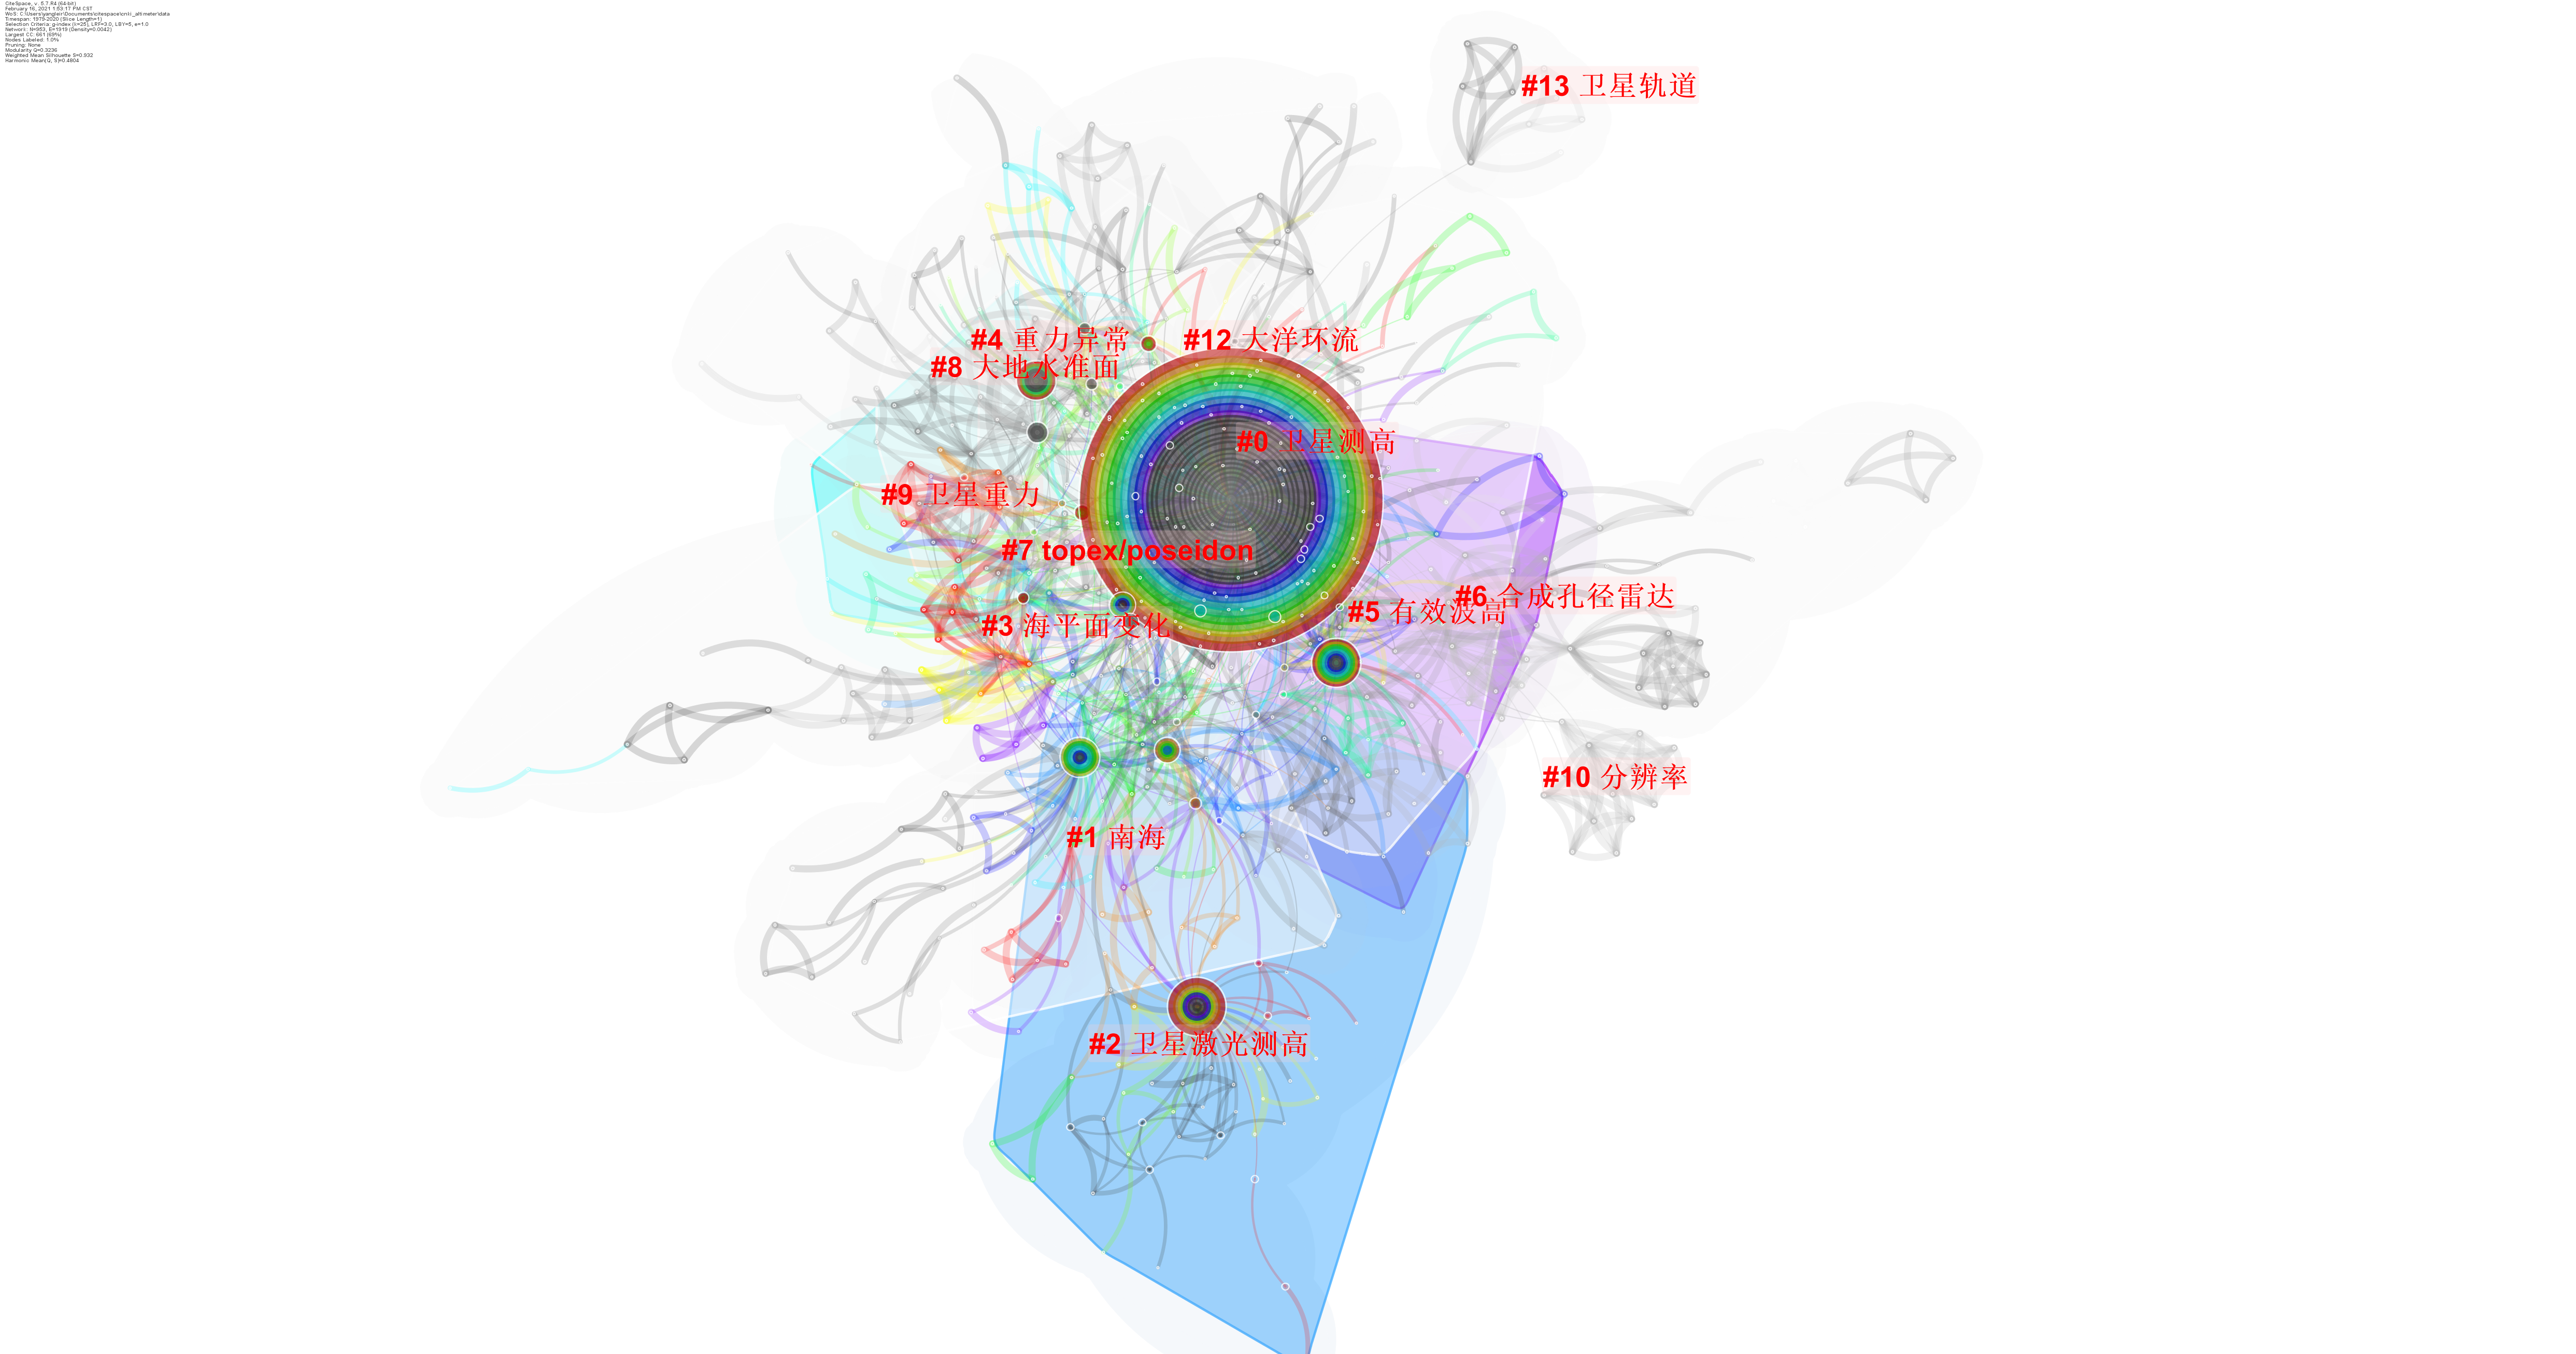 CiteSpace, v. 5.7.R4 (64-bit)
February 16, 2021 1:53:17 PM CST
WoS: C:\Users\yangleir\Documents\citespace\cnki_altimeter\data
Timespan: 1979-2020 (Slice Length=1)
Selection Criteria: g-index (k=25), LRF=3.0, LBY=5, e=1.0
Network: N=953, E=1919 (Density=0.0042)
Largest CC: 661 (69%)
Nodes Labeled: 1.0%
Pruning: None
Modularity Q=0.3236
Weighted Mean Silhouette S=0.932
Harmonic Mean(Q, S)=0.4804
#13 卫星轨道
#4 重力异常
#12 大洋环流
#8 大地水准面
#0 卫星测高
#9 卫星重力
#7 topex/poseidon
#6 合成孔径雷达
#5 有效波高
#3 海平面变化
#10 分辨率
#1 南海
#2 卫星激光测高